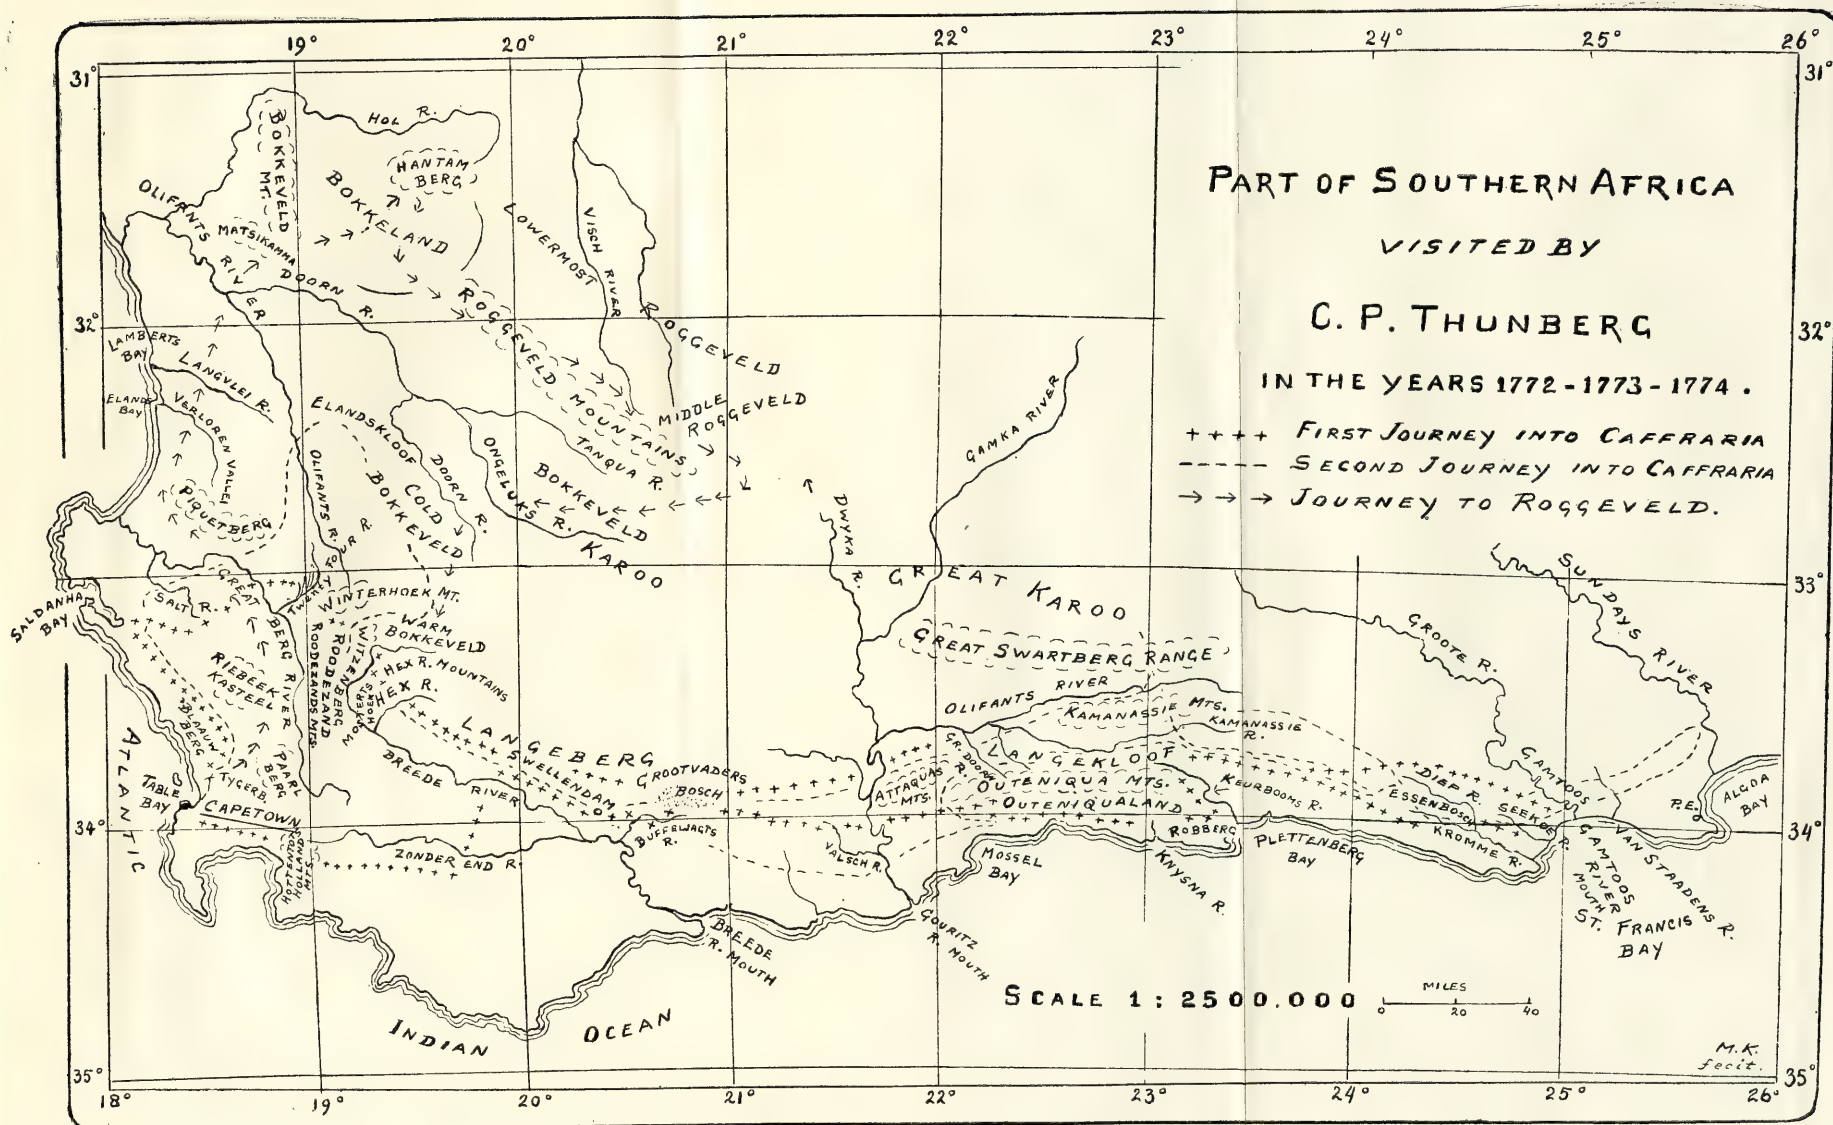 19° 20° 21° 22° 23° 24° 25° 26°
31° 31°
PART OF SOUTHERN AFRICA
VISITED BY
C. P. THUNBERG
IN THE YEARS 1772-1773-1774.
++++ FIRST JOURNEY INTO CAFFRARIA
----- SECOND JOURNEY INTO CAFFRARIA
→ → → JOURNEY TO ROGGEVELD.
HOL R.
BOKKEVELD MT.
HANTAM
BERG
BOKKELAND
OLIFANTS RIVER
MATSIKAMMA
DOORN R.
LOWERMOST
VISCH RIVER
ROGGEVELD
ROGGEVELD MOUNTAINS
32° 32°
LAMBERTS
BAY
LANGVLEI R.
ELANDS
BAY
VERLOREN VALLEI
PIQUETBERG
ELANDSKLOOF
OLIFANTS R.
COLD
BOKKEVELD
DOORN R.
ONGELUKS R.
BOKKEVELD
TANQUA R.
MIDDLE
ROGGEVELD
KAROO
GAMKA RIVER
DWYKA R.
GREAT
KAROO
SUNDAYS RIVER
33°
SALDANHA
BAY
SALT R.
GREAT BERG RIVER
TWENTY FOUR R.
WINTERHOEK MT.
WARM
BOKKEVELD
WITZENBERG
ROODEZAND
ROODEZANDS MTS.
MOSTERTS HOEK
HEX R. MOUNTAINS
HEX R.
RIEBEEK
KASTEEL
BLAUW
BERG
PAARL
BERG
TYGERB.
TABLE
BAY
CAPETOWN
ATLANTIC
HOTTENTOTS
HOLLAND MTS.
LANGEBERG
SWELLENDAM
BREEDE RIVER
GROOTVADERS
BOSCH
GREAT SWARTBERG RANGE
GROOTE R.
OLIFANTS RIVER
KAMANASSIE MTS.
KAMANASSIE
R.
GR. DOORN
R.
LANGEKLOOF
ATTAQUAS
MTS.
OUTENIQUA MTS.
OUTENIQUALAND
KEURBOOMS R.
DIEP R.
ESSENBOSCH
SEEKOE R.
KROMME R.
GAMTOOS
P.E.
ALGOA
BAY
34° 34°
ZONDER END R.
BUFFELJAGTS
R.
VALSCH R.
MOSSEL
BAY
ROBBERG
KNYSNA R.
PLETTENBERG
BAY
GAMTOOS
RIVER
MOUTH
VAN STAADENS R.
ST. FRANCIS
BAY
BREEDE
R. MOUTH
GOURITZ
R. MOUTH
INDIAN OCEAN
SCALE 1:2500.000
MILES
0 20 40
M.K.
fecit.
35° 35°
18° 19° 20° 21° 22° 23° 24° 25° 26°